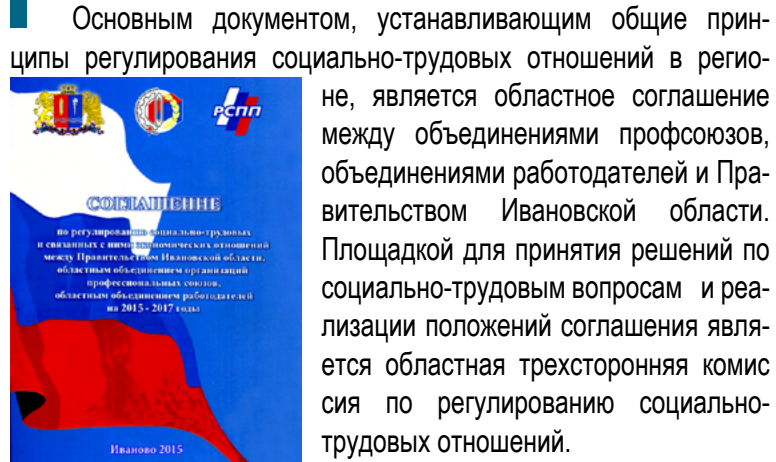 Основным документом, устанавливающим общие прин-
ципы регулирования социально-трудовых отношений в регио-
не, является областное соглашение
между объединениями профсоюзов,
объединениями работодателей и Пра-
вительством Ивановской области.
Площадкой для принятия решений по
социально-трудовым вопросам и реа-
лизации положений соглашения явля-
ется областная трехсторонняя комис
сия по регулированию социально-
трудовых отношений.
РСПП
СОГЛАШЕНИЕ
по регулированию социально-трудовых
и связанных с ними экономических отношений
между Правительством Ивановской области,
областным объединением организаций
профессиональных союзов,
областным объединением работодателей
на 2015 - 2017 годы
Иваново 2015